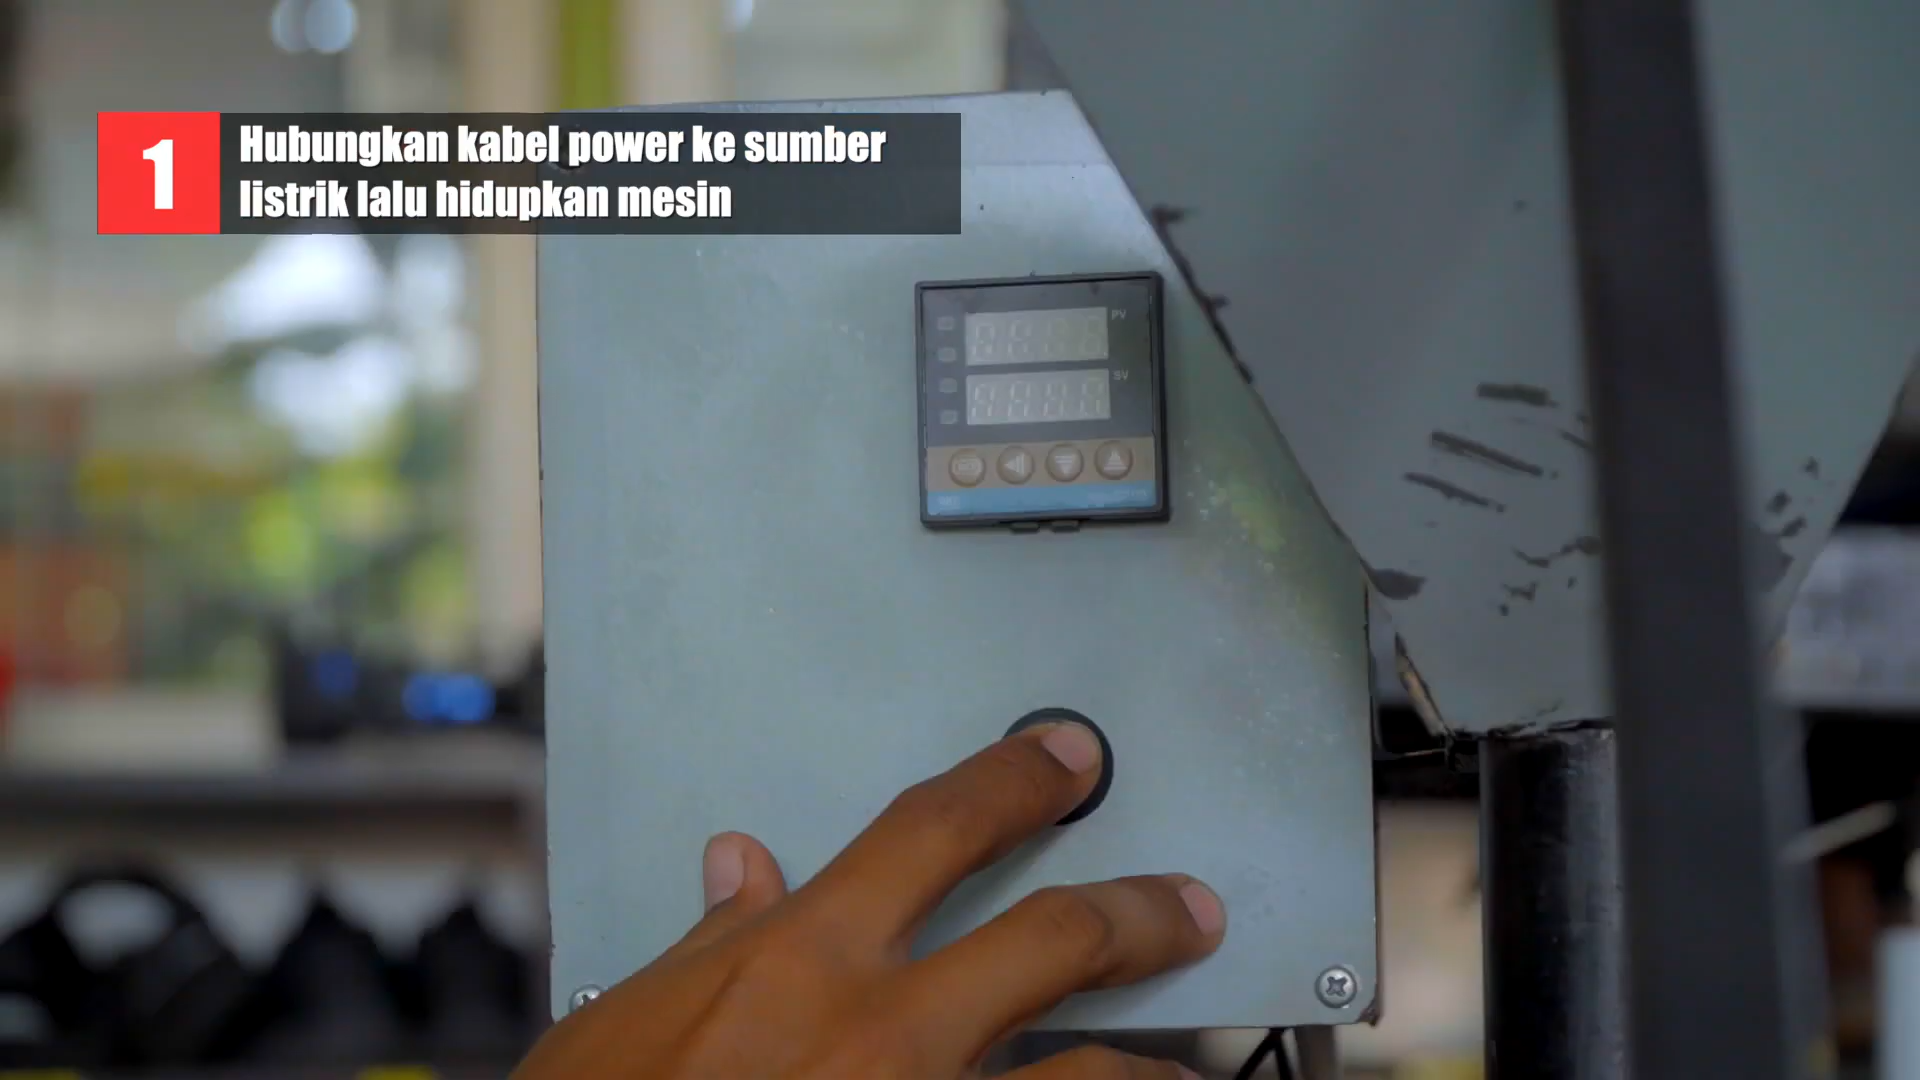 1
Hubungkan kabel power ke sumber
listrik lalu hidupkan mesin
PV
SV